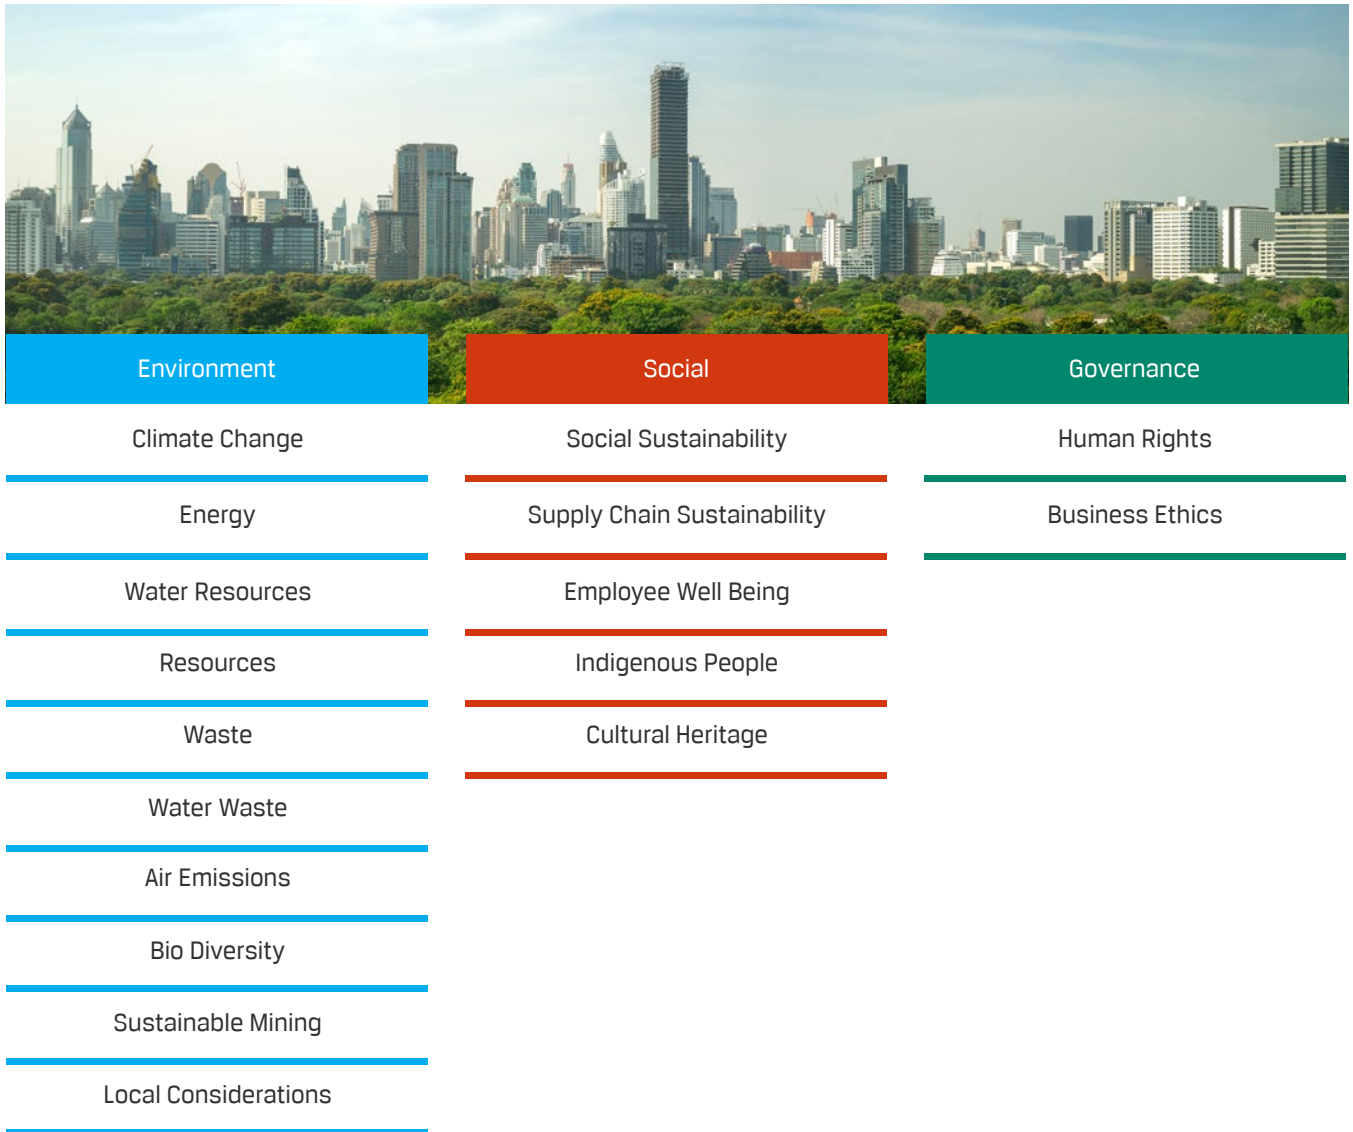 Environment
Climate Change
Energy
Water Resources
Resources
Waste
Water Waste
Air Emissions
Bio Diversity
Sustainable Mining
Local Considerations
Social
Social Sustainability
Supply Chain Sustainability
Employee Well Being
Indigenous People
Cultural Heritage
Governance
Human Rights
Business Ethics